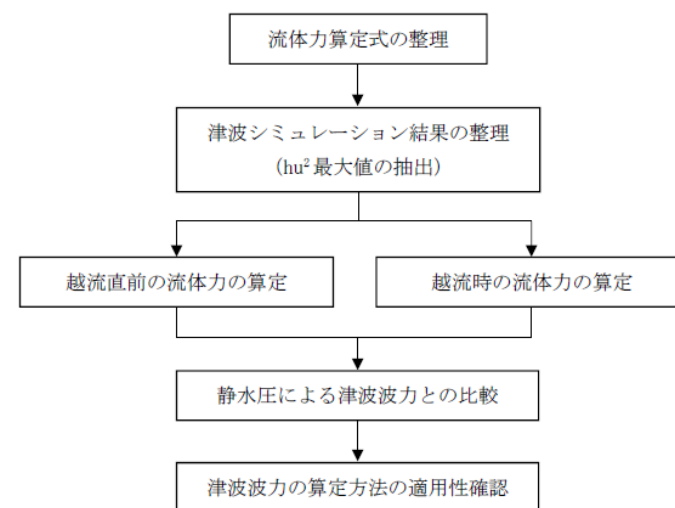 流体力算定式の整理
津波シミュレーション結果の整理
（hu²最大値の抽出）
越流直前の流体力の算定
越流時の流体力の算定
静水圧による津波波力との比較
津波波力の算定方法の適用性確認